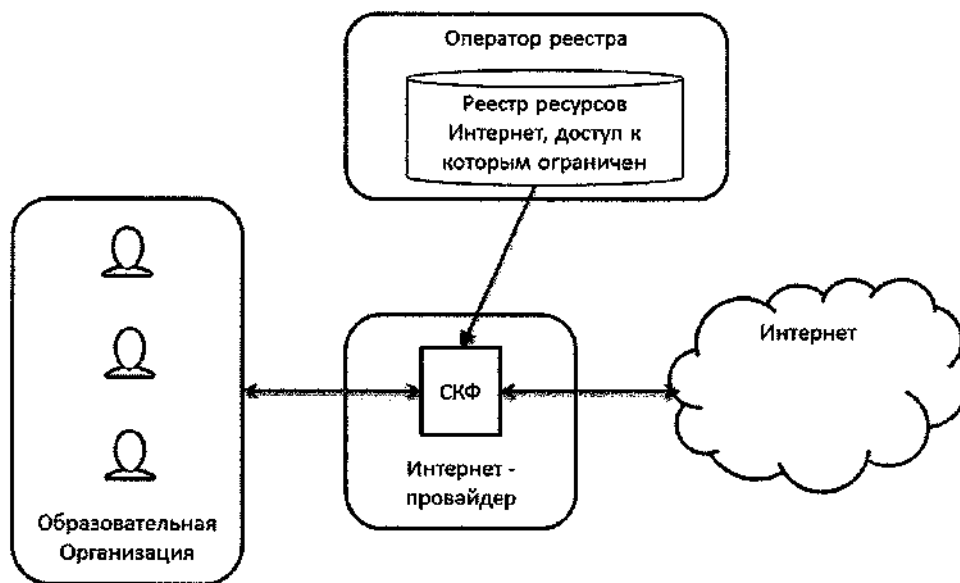 Оператор реестра
Реестр ресурсов
Интернет, доступ к
которым ограничен
Образовательная
Организация
СКФ
Интернет -
провайдер
Интернет